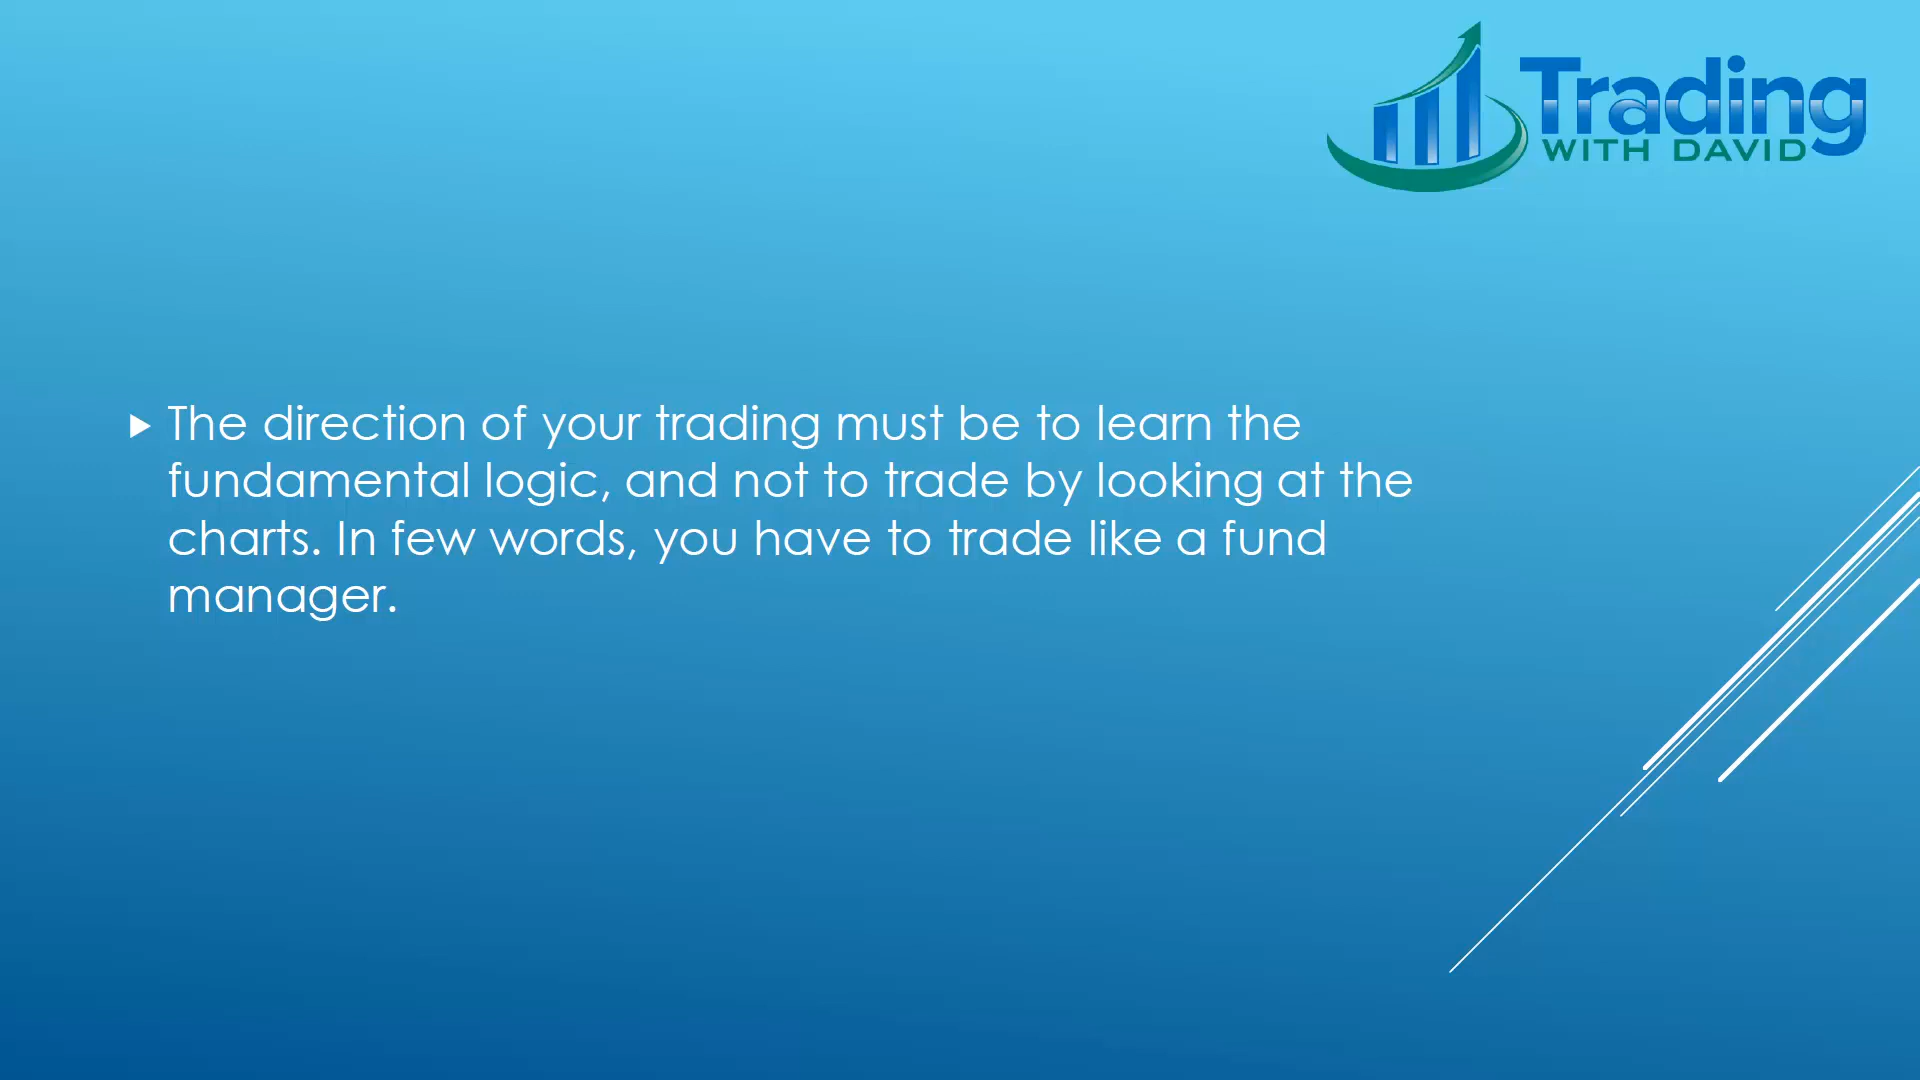 Trading
WITH DAVID
The direction of your trading must be to learn the
fundamental logic, and not to trade by looking at the
charts. In few words, you have to trade like a fund
manager.